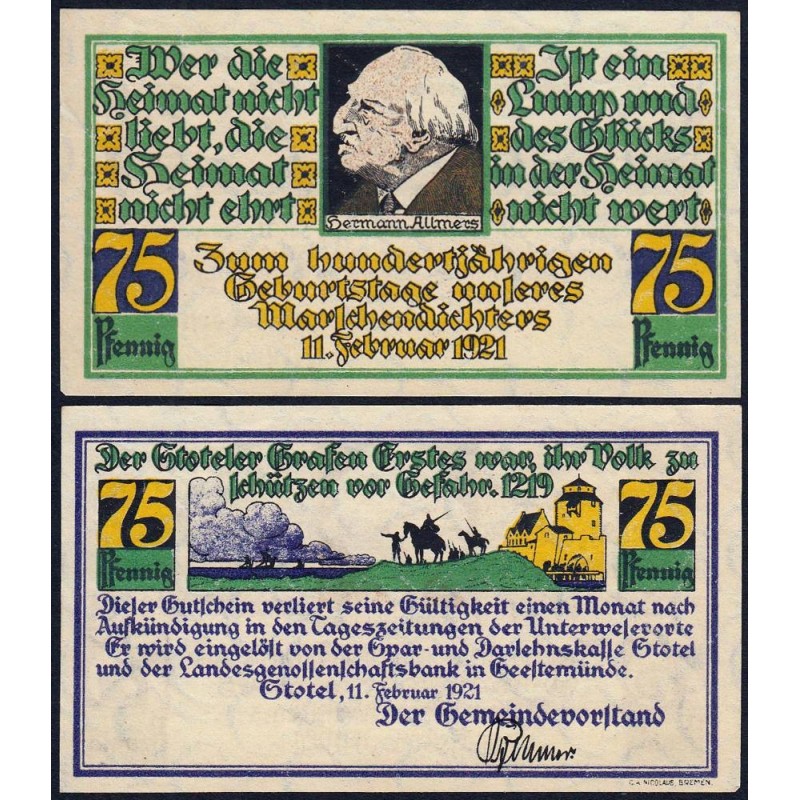 Wer die
Heimat nicht
liebt, die
Heimat
nicht ehrt
Ist ein
Lump und
des Glücks
in der Heimat
nicht wert
Hermann Allmers
75
Pfennig
Zum hundertjährigen
Geburtstage unseres
Marschendichters
11. Februar 1921
75
Pfennig
Der Stoteler Grafen Erstes war, ihr Volk zu
schützen vor Gefahr. 1219
75
Pfennig
75
Pfennig
Dieser Gutschein verliert seine Gültigkeit einen Monat nach
Aufkündigung in den Tageszeitungen der Unterweserorte
Er wird eingelöst von der Spar- und Darlehnskasse Stotel
und der Landesgenossenschaftsbank in Geestemünde.
Stotel, 11. Februar 1921
Der Gemeindevorstand
NICOLAUS, BREMEN.